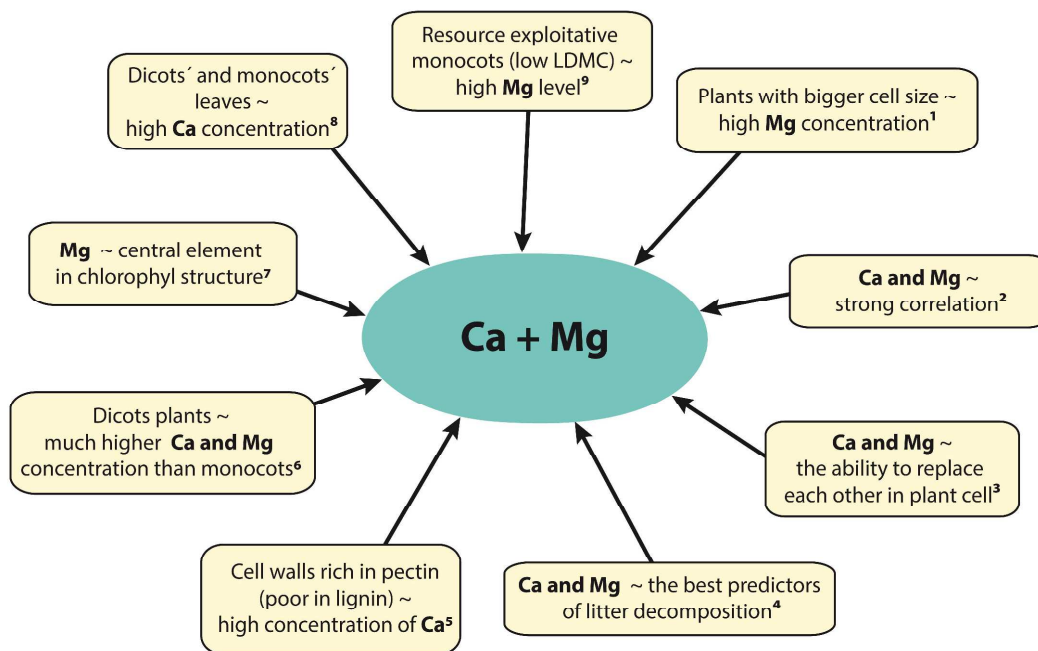 Resource exploitative
monocots (low LDMC) ~
high Mg level⁹
Dicots´ and monocots´
leaves ~
high Ca concentration⁸
Plants with bigger cell size ~
high Mg concentration¹
Mg ~ central element
in chlorophyl structure⁷
Ca and Mg ~
strong correlation²
Ca + Mg
Dicots plants ~
much higher Ca and Mg
concentration than monocots⁶
Ca and Mg ~
the ability to replace
each other in plant cell³
Cell walls rich in pectin
(poor in lignin) ~
high concentration of Ca⁵
Ca and Mg ~ the best predictors
of litter decomposition⁴